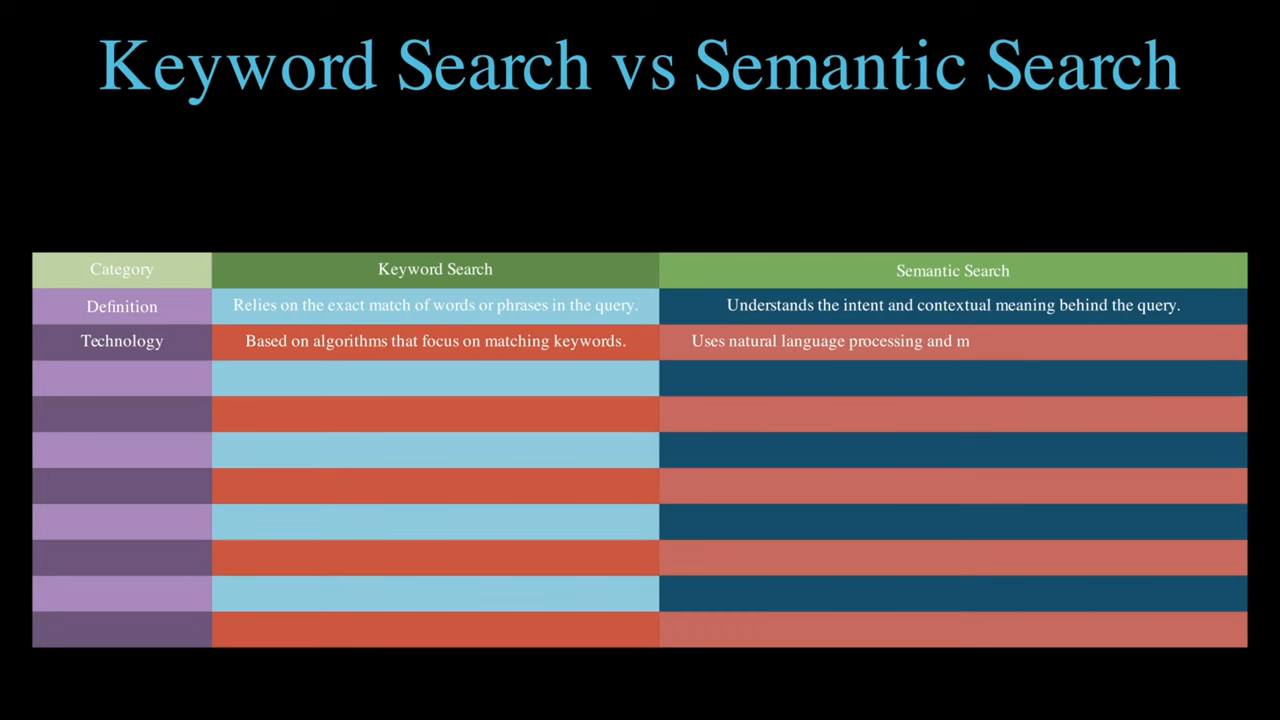 Keyword Search vs Semantic Search
Category Keyword Search Semantic Search
Definition Relies on the exact match of words or phrases in the query. Understands the intent and contextual meaning behind the query.
Technology Based on algorithms that focus on matching keywords. Uses natural language processing and m